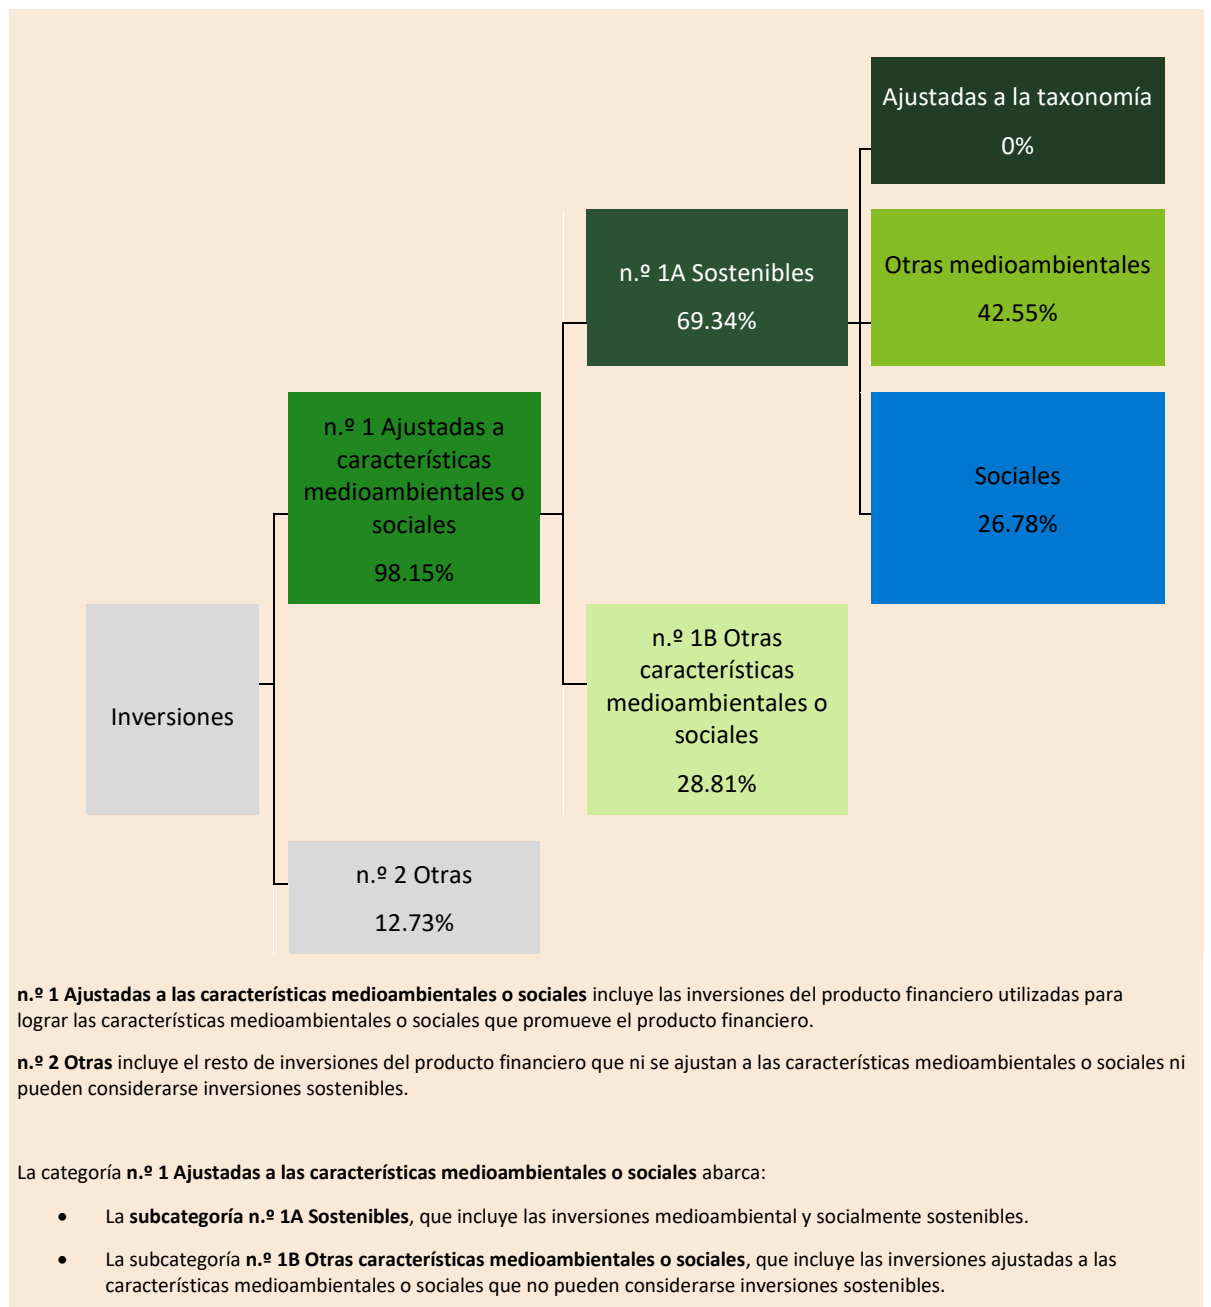 Ajustadas a la taxonomía
0%
Otras medioambientales
42.55%
n.º 1A Sostenibles
69.34%
Sociales
26.78%
n.º 1 Ajustadas a
características
medioambientales o
sociales
98.15%
n.º 1B Otras
características
medioambientales o
sociales
28.81%
Inversiones
n.º 2 Otras
12.73%
n.º 1 Ajustadas a las características medioambientales o sociales incluye las inversiones del producto financiero utilizadas para
lograr las características medioambientales o sociales que promueve el producto financiero.
n.º 2 Otras incluye el resto de inversiones del producto financiero que ni se ajustan a las características medioambientales o sociales ni
pueden considerarse inversiones sostenibles.
La categoría n.º 1 Ajustadas a las características medioambientales o sociales abarca:
• La subcategoría n.º 1A Sostenibles, que incluye las inversiones medioambiental y socialmente sostenibles.
• La subcategoría n.º 1B Otras características medioambientales o sociales, que incluye las inversiones ajustadas a las
características medioambientales o sociales que no pueden considerarse inversiones sostenibles.